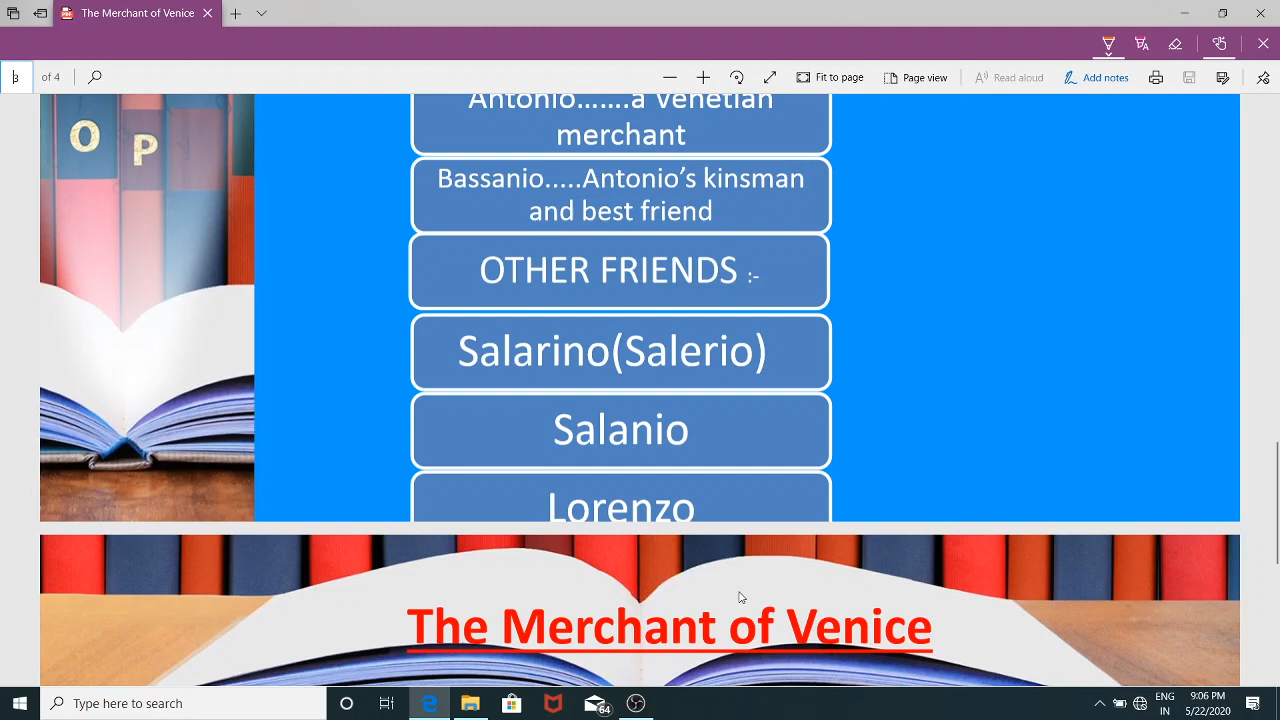 The Merchant of Venice
3 of 4
Fit to page
Page view
Read aloud
Add notes
O
P
Antonio.......a Venetian
merchant
Bassanio.....Antonio's kinsman
and best friend
OTHER FRIENDS :-
Salarino(Salerio)
Salanio
Lorenzo
The Merchant of Venice
Type here to search
64
ENG
IN
9:06 PM
5/22/2020